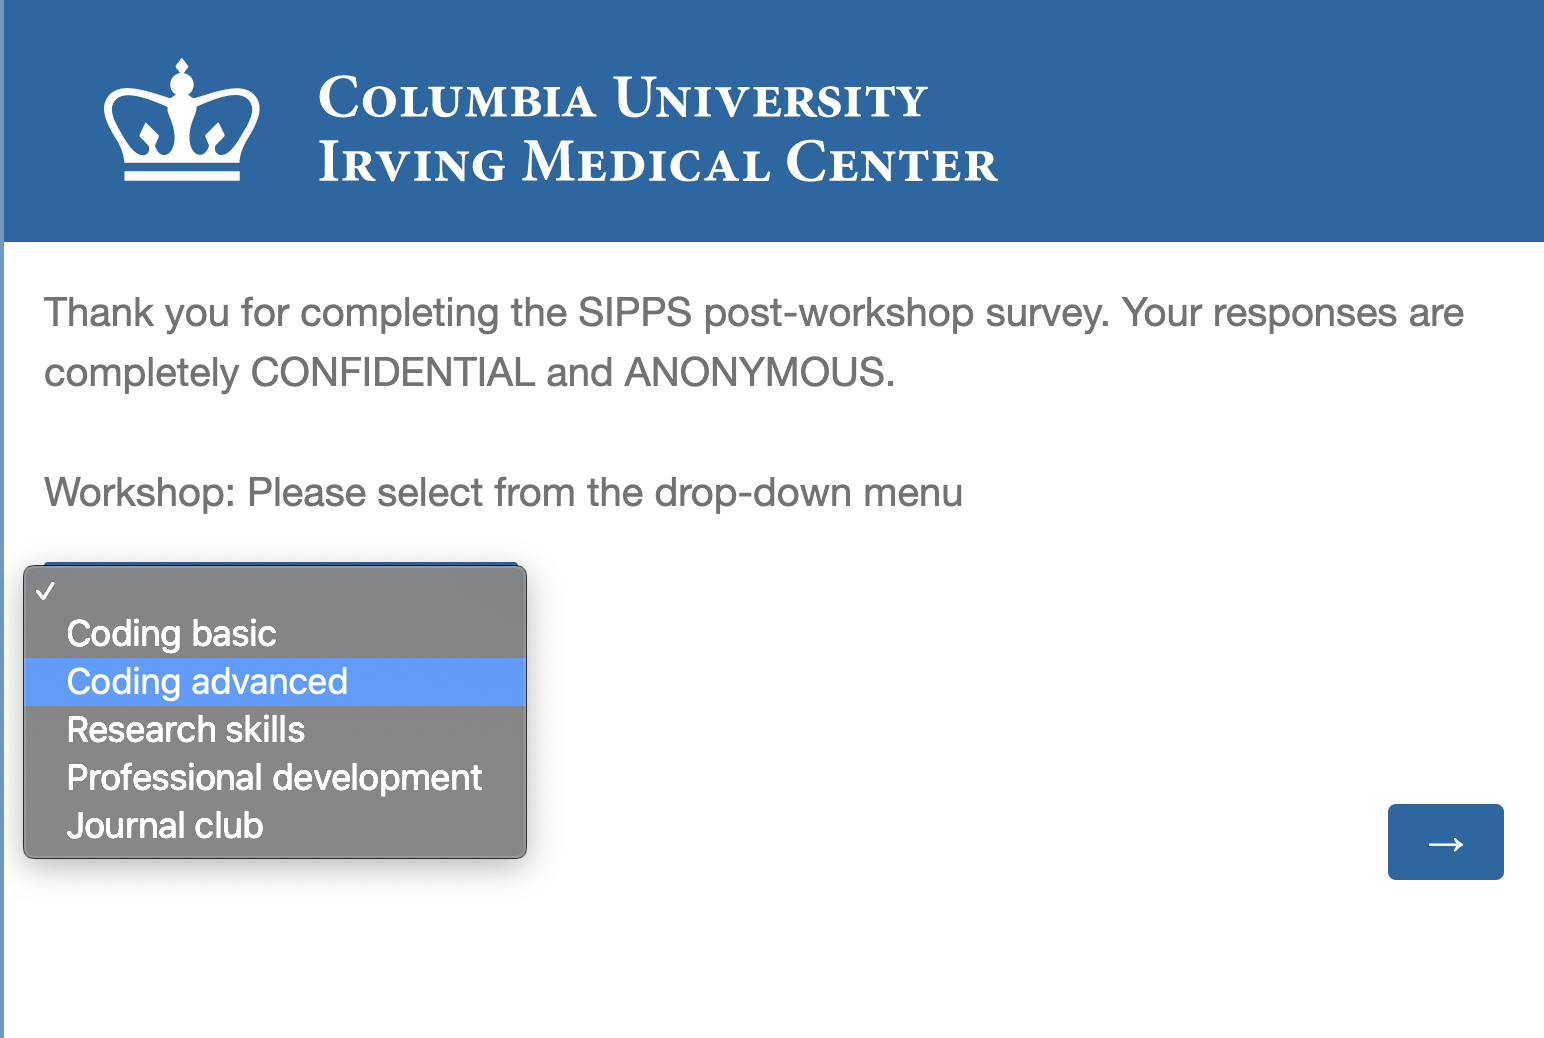 Columbia University
Irving Medical Center
Thank you for completing the SIPPS post-workshop survey. Your responses are
completely CONFIDENTIAL and ANONYMOUS.
Workshop: Please select from the drop-down menu
✓
Coding basic
Coding advanced
Research skills
Professional development
Journal club
→